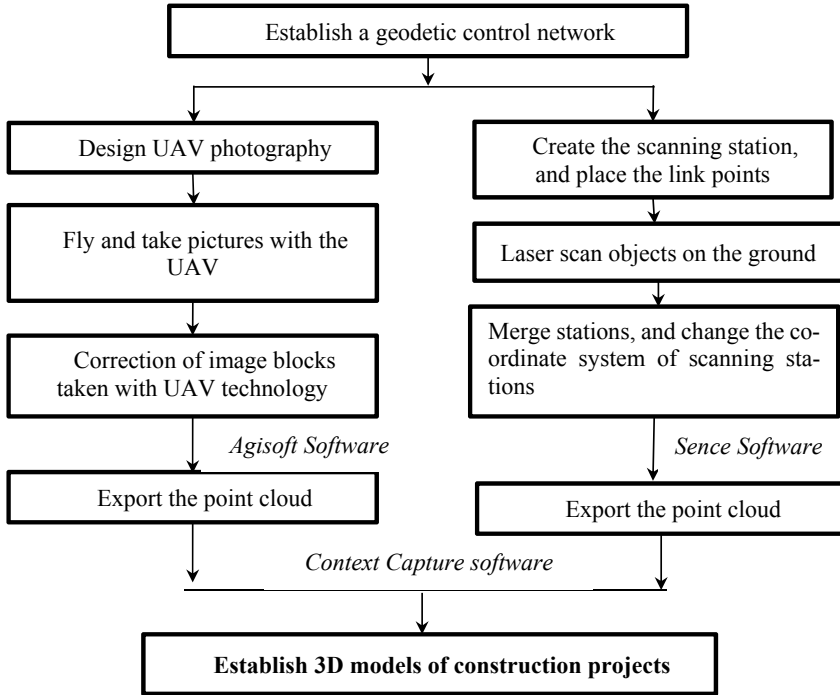 Establish a geodetic control network
Design UAV photography
Fly and take pictures with the
UAV
Correction of image blocks
taken with UAV technology
Agisoft Software
Export the point cloud
Create the scanning station,
and place the link points
Laser scan objects on the ground
Merge stations, and change the co-
ordinate system of scanning sta-
tions
Sence Software
Export the point cloud
Context Capture software
Establish 3D models of construction projects